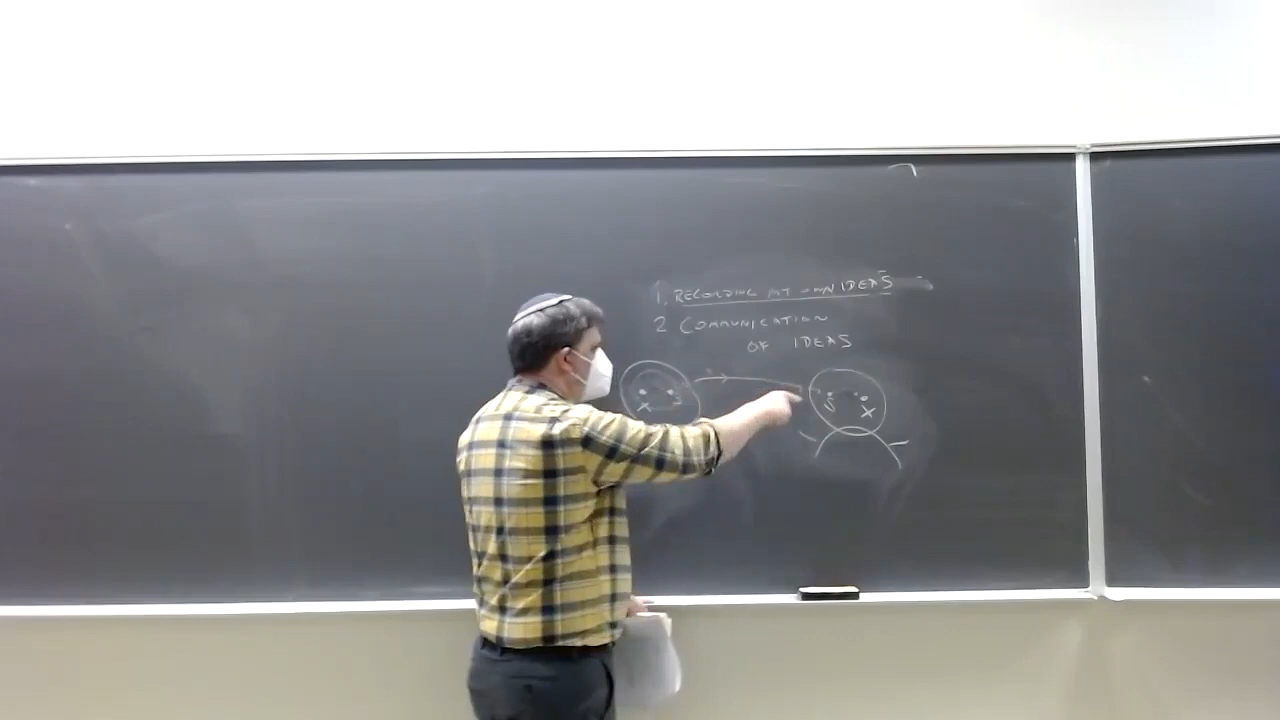 1. RECORDING MY OWN IDEAS
2 COMMUNICATION
OF IDEAS
X
X